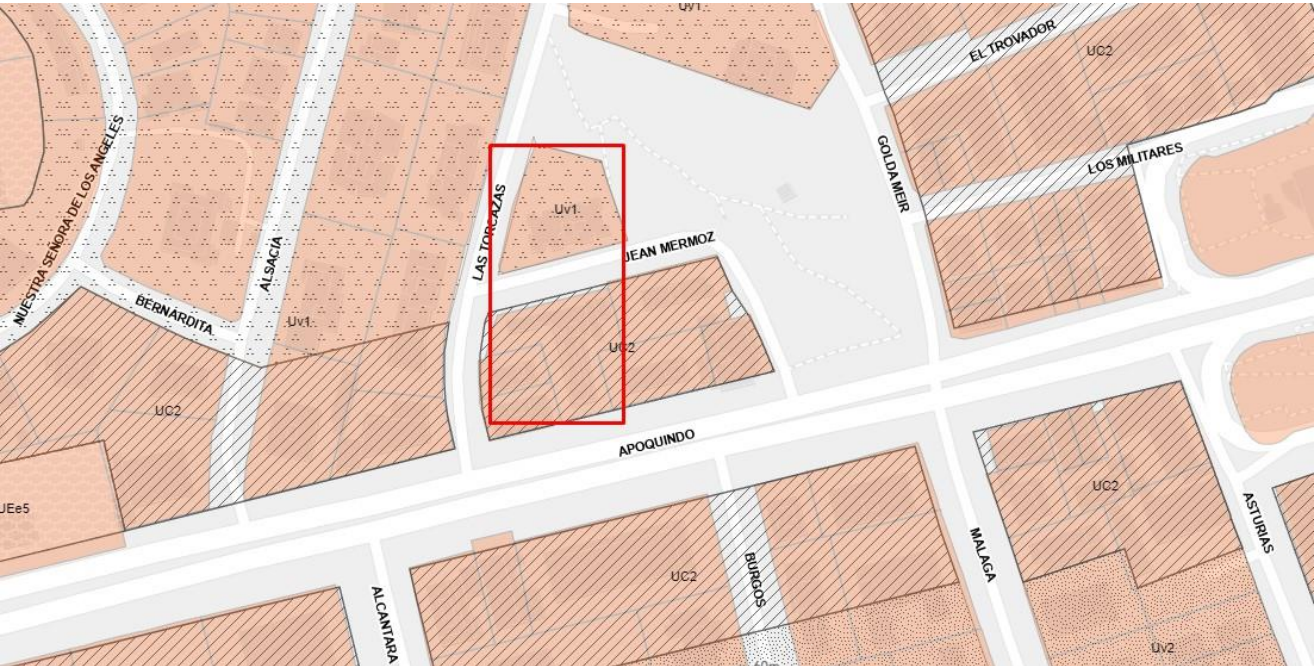 Uv1
EL TROVADOR
UC2
NUESTRA SEÑORA DE LOS ANGELES
GOLDA MEIR
LOS MILITARES
LAS TORCAZAS
Uv1
ALSACIA
JEAN MERMOZ
BERNARDITA
Uv1
UC2
UC2
APOQUINDO
UC2
JEe5
ASTURIAS
MALAGA
BURGOS
UC2
ALCANTARA
Uv2